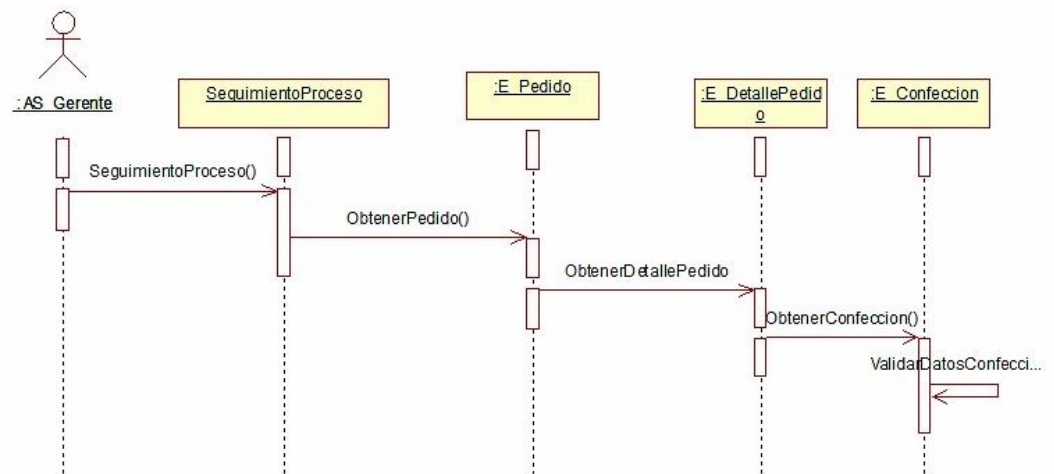 :AS_Gerente
SeguimientoProceso
:E_Pedido
:E_DetallePedid
o
:E_Confeccion
SeguimientoProceso()
ObtenerPedido()
ObtenerDetallePedido
ObtenerConfeccion()
ValidarDatosConfecci...